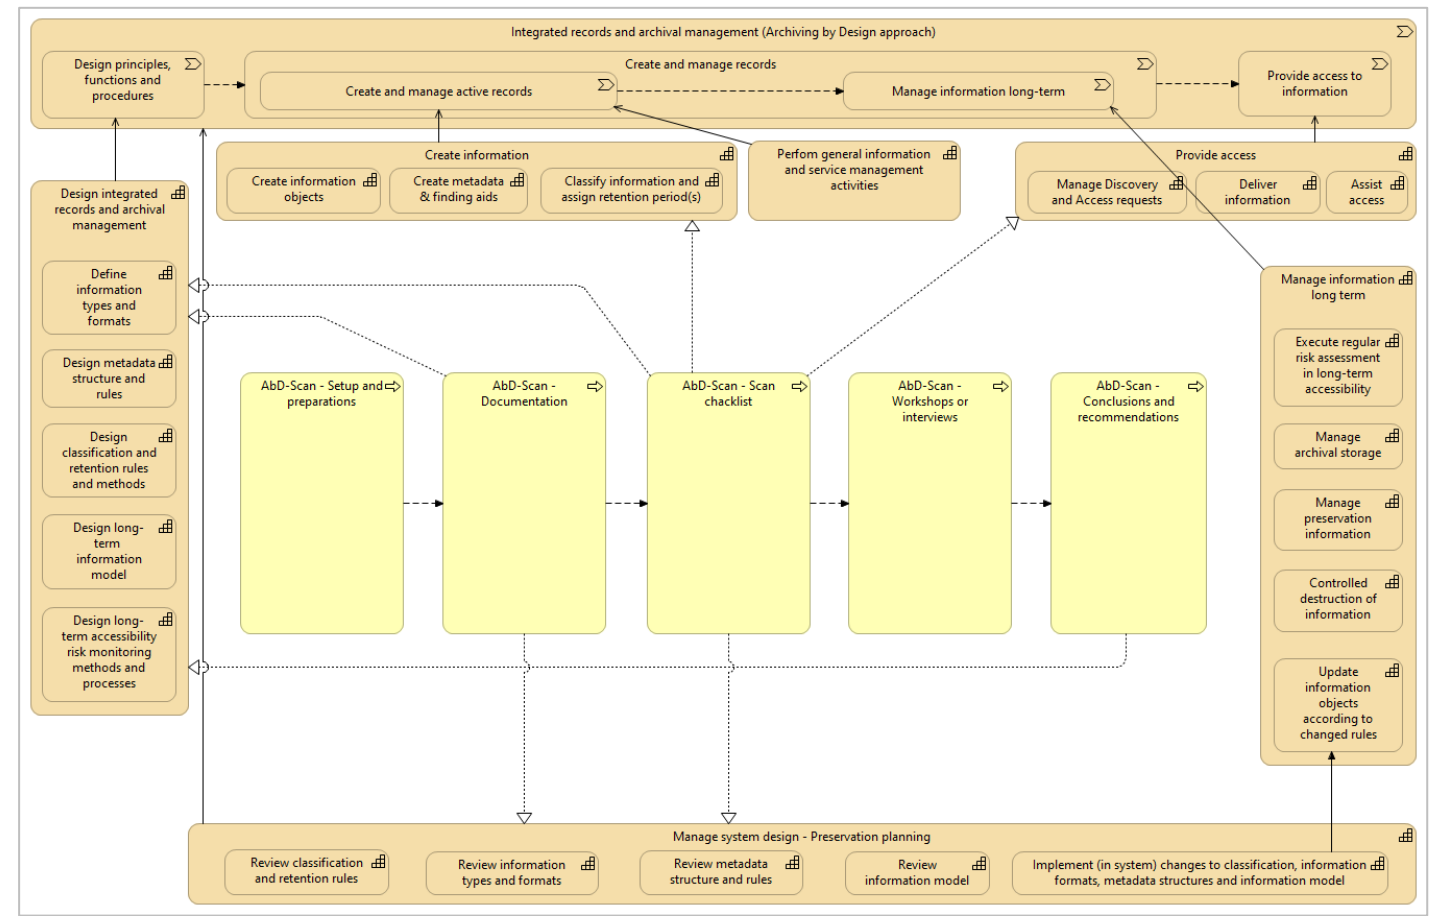 Integrated records and archival management (Archiving by Design approach)
Design principles,
functions and
procedures
Create and manage records
Create and manage active records
Manage information long-term
Provide access to
information
Create information
Create information
objects
Create metadata
& finding aids
Classify information and
assign retention period(s)
Perfom general information
and service management
activities
Provide access
Manage Discovery
and Access requests
Deliver
information
Assist
access
Design integrated
records and archival
management
Define
information
types and
formats
Design metadata
structure and
rules
Design
classification and
retention rules
and methods
Design long-
term
information
model
Design long-
term accessibility
risk monitoring
methods and
processes
AbD-Scan - Setup and
preparations
AbD-Scan -
Documentation
AbD-Scan - Scan
chacklist
AbD-Scan -
Workshops or
interviews
AbD-Scan -
Conclusions and
recommendations
Manage information
long term
Execute regular
risk assessment
in long-term
accessibility
Manage
archival storage
Manage
preservation
information
Controlled
destruction of
information
Update
information
objects
according to
changed rules
Manage system design - Preservation planning
Review classification
and retention rules
Review information
types and formats
Review metadata
structure and rules
Review
information model
Implement (in system) changes to classification, information
formats, metadata structures and information model